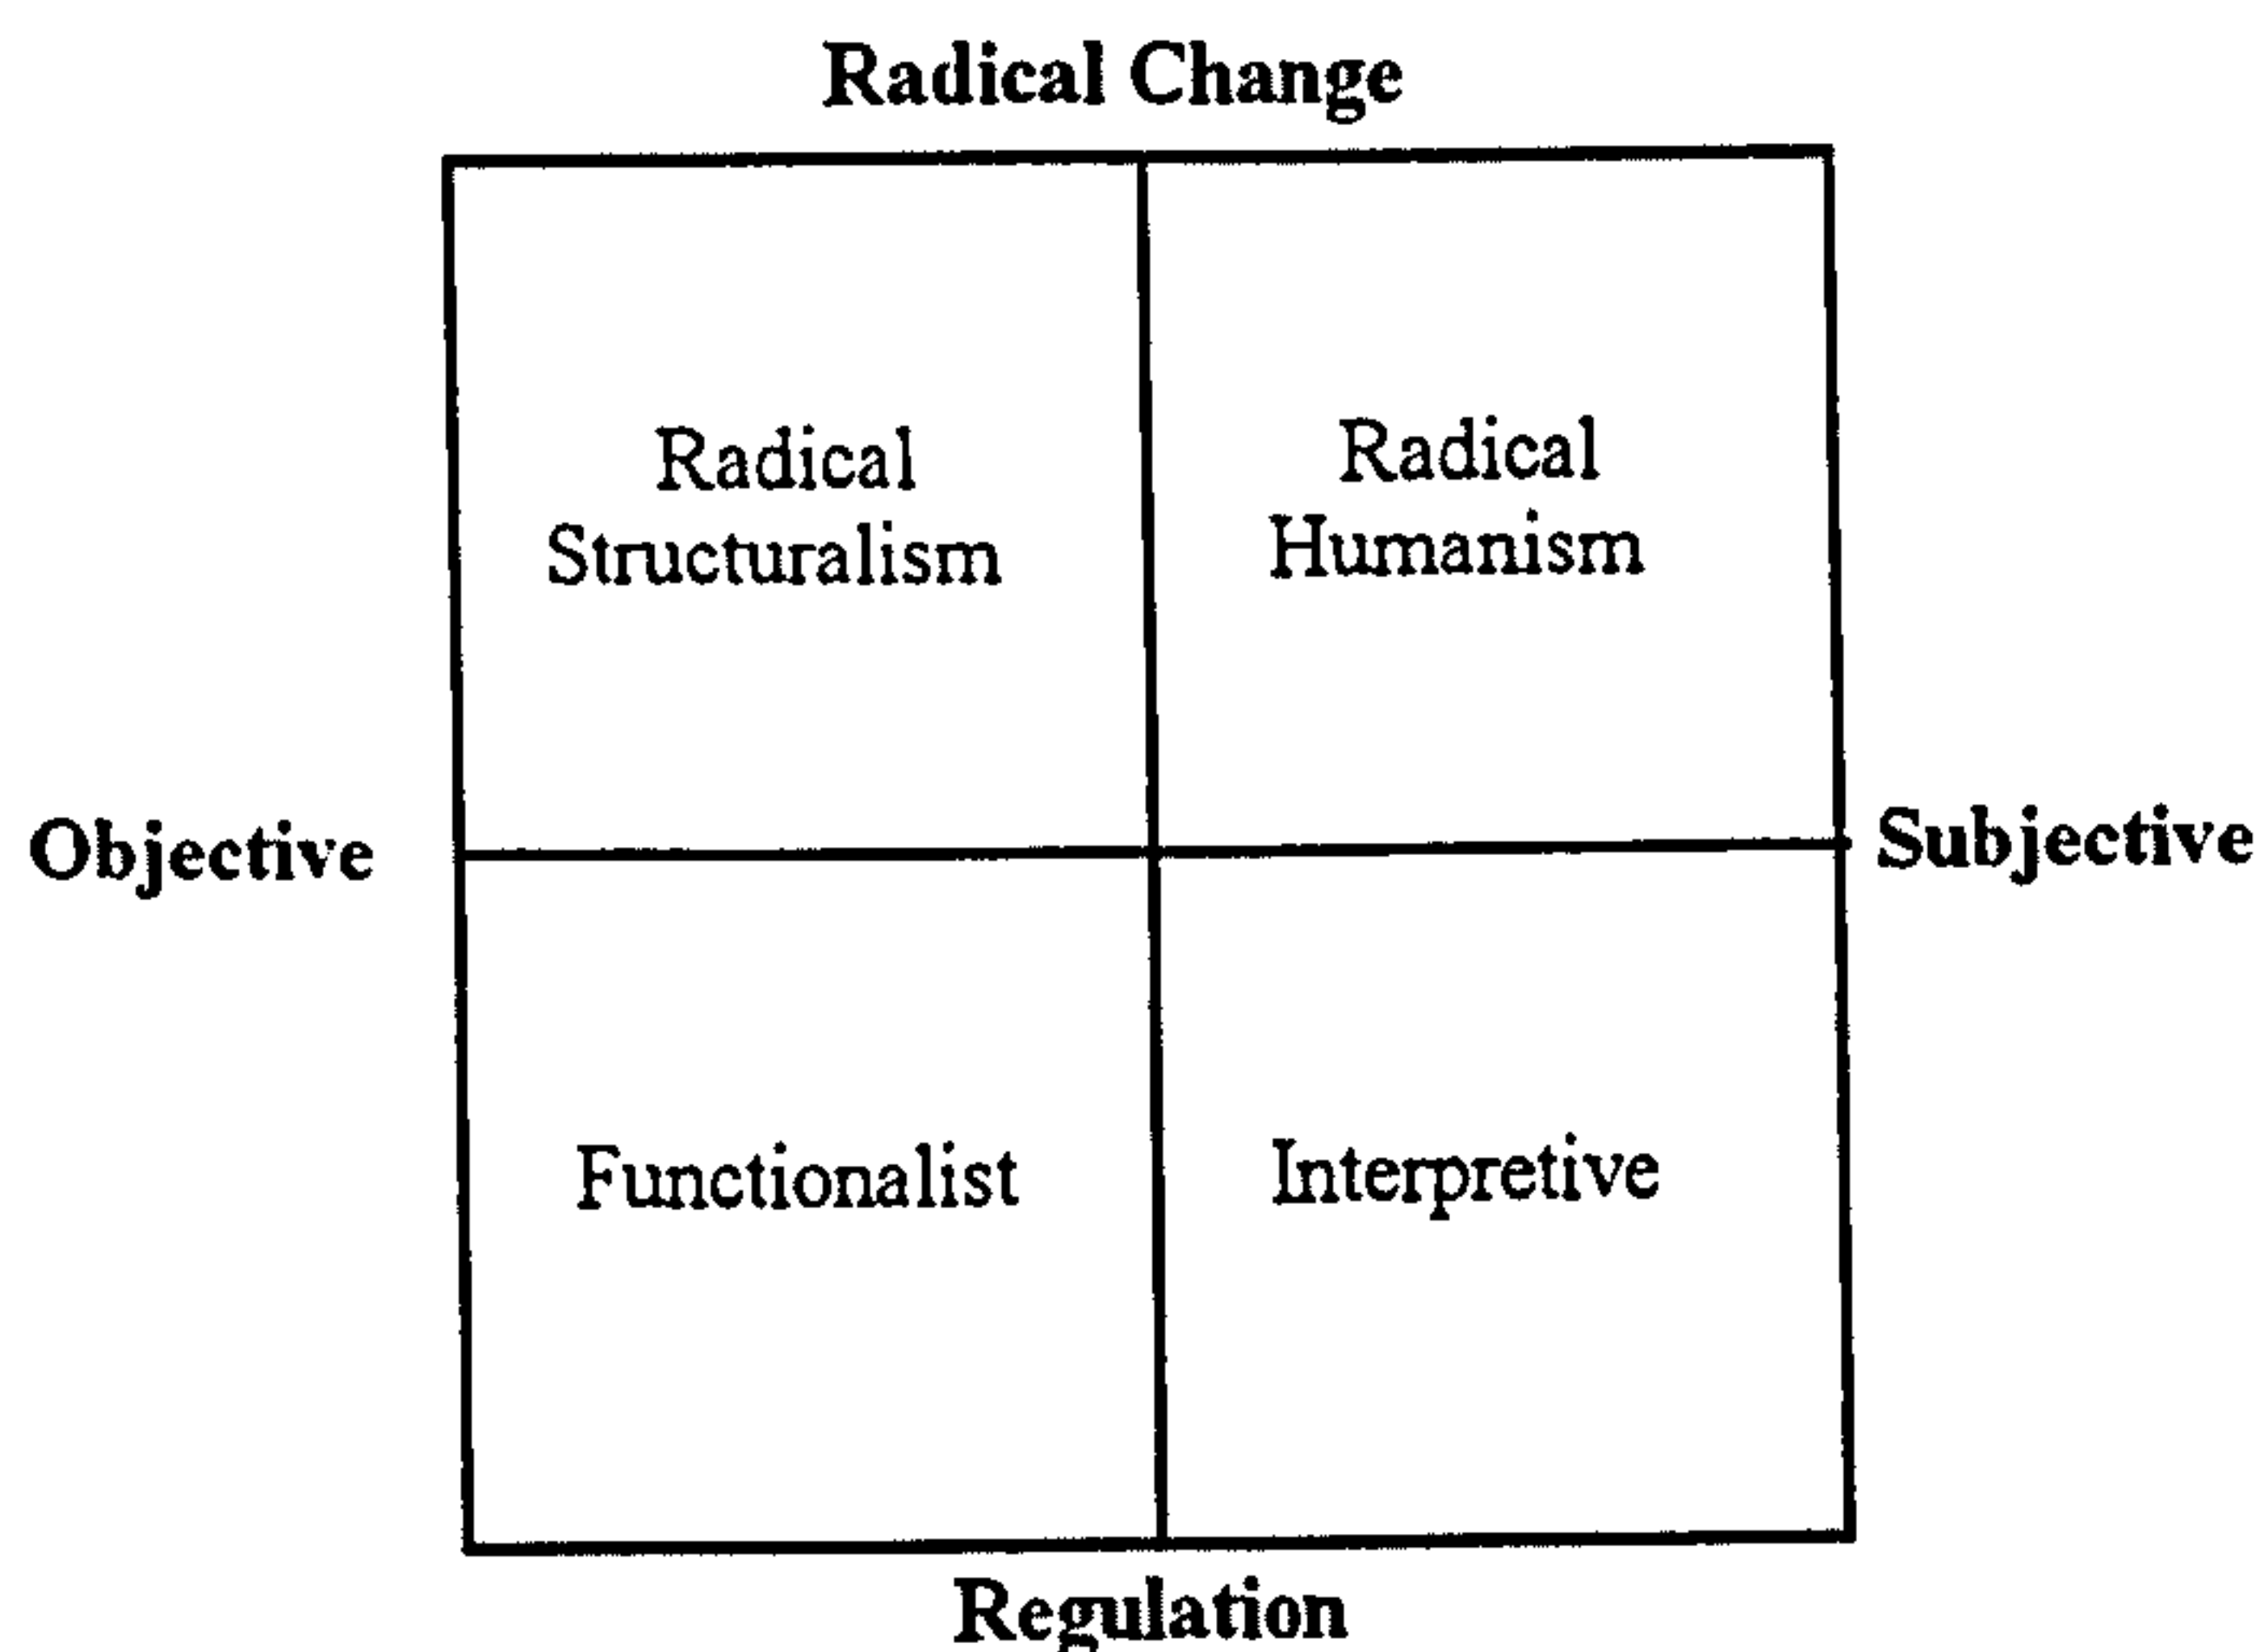 Radical Change
Radical
Structuralism
Radical
Humanism
Objective
Subjective
Functionalist
Interpretive
Regulation